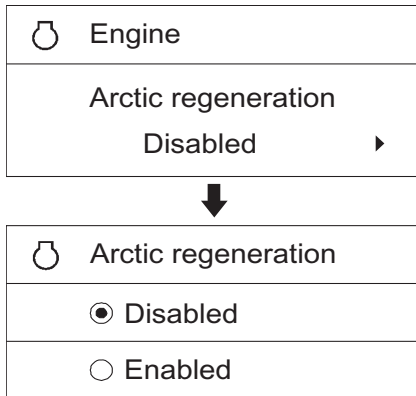 Engine
Arctic regeneration
Disabled
Arctic regeneration
Disabled
Enabled